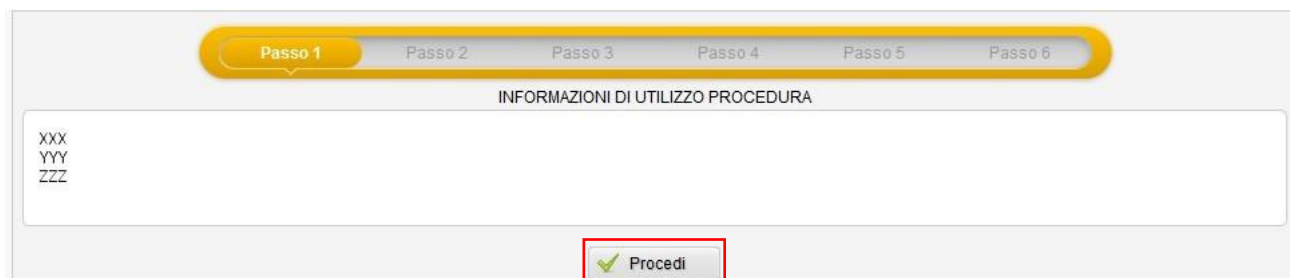 Passo 1 Passo 2 Passo 3 Passo 4 Passo 5 Passo 6
INFORMAZIONI DI UTILIZZO PROCEDURA
XXX
YYY
ZZZ
Procedi